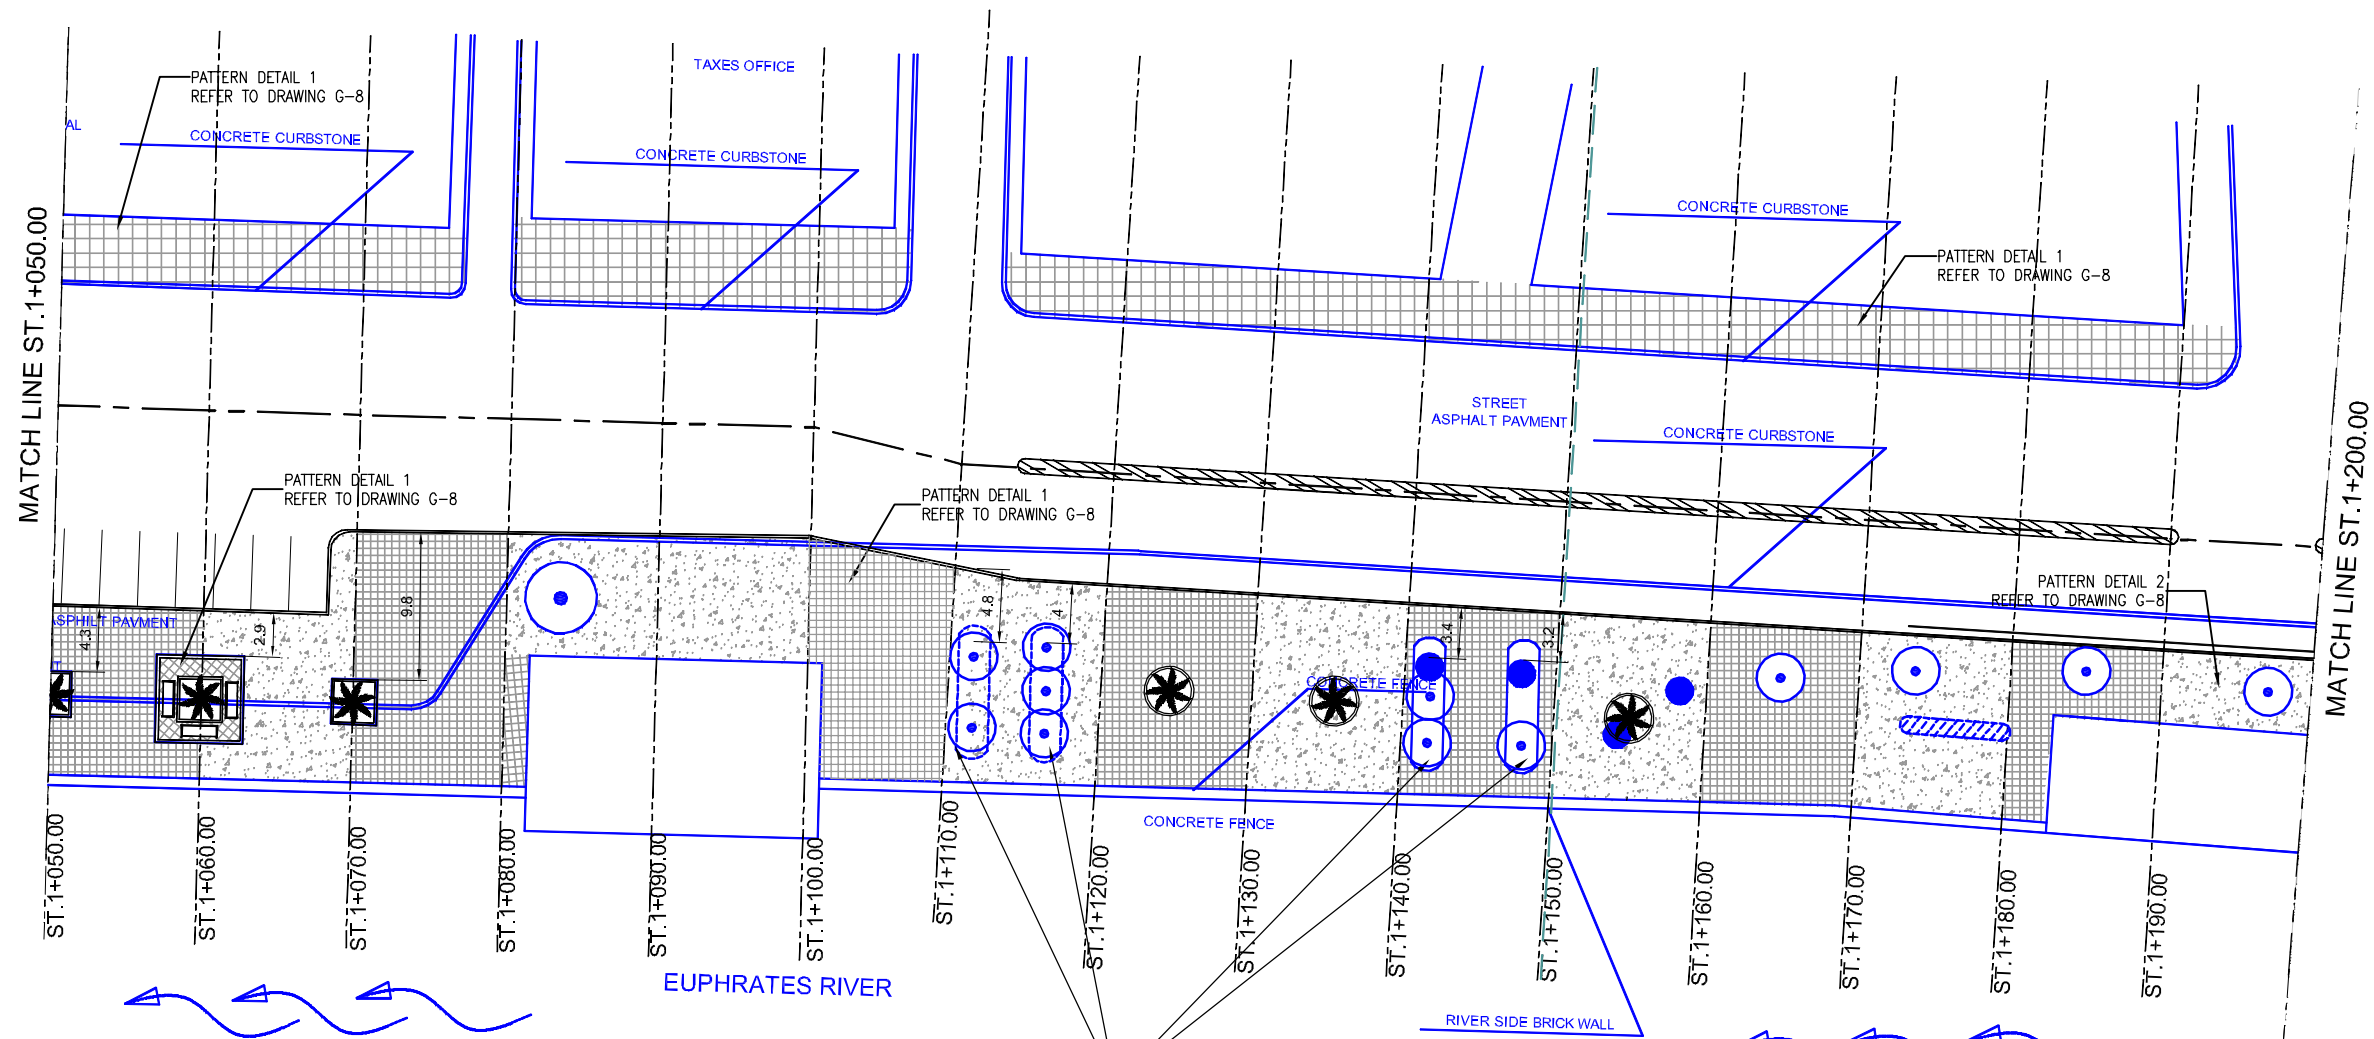 TAXES OFFICE
PATTERN DETAIL 1
REFER TO DRAWING G-8
AL
CONCRETE CURBSTONE
CONCRETE CURBSTONE
CONCRETE CURBSTONE
PATTERN DETAIL 1
REFER TO DRAWING G-8
MATCH LINE ST.1+050.00
STREET
ASPHALT PAVMENT
CONCRETE CURBSTONE
MATCH LINE ST.1+200.00
PATTERN DETAIL 1
REFER TO DRAWING G-8
PATTERN DETAIL 1
REFER TO DRAWING G-8
PATTERN DETAIL 2
REFER TO DRAWING G-8
ASPHILT PAVMENT
T
4.3
2.9
9.8
4.8
4
3.4
3.2
CONCRETE FENCE
CONCRETE FENCE
ST.1+050.00
ST.1+060.00
ST.1+070.00
ST.1+080.00
ST.1+090.00
ST.1+100.00
ST.1+110.00
ST.1+120.00
ST.1+130.00
ST.1+140.00
ST.1+150.00
ST.1+160.00
ST.1+170.00
ST.1+180.00
ST.1+190.00
EUPHRATES RIVER
RIVER SIDE BRICK WALL